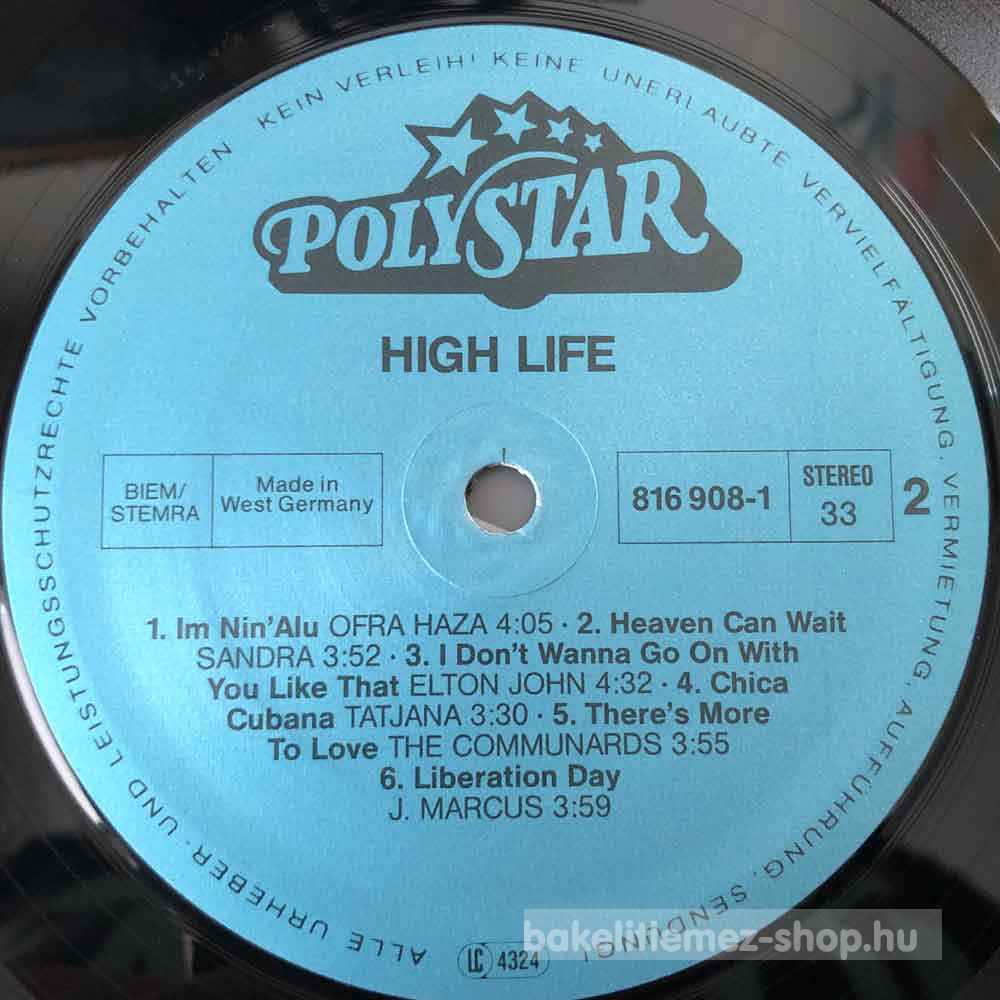 ALLE URHEBER- UND LEISTUNGSSCHUTZRECHTE VORBEHALTEN KEIN VERLEIH! KEINE UNERLAUBTE VERVIELFÄLTIGUNG, VERMIETUNG, AUFFÜHRUNG, SENDUNG!
POLYSTAR
HIGH LIFE
BIEM/
STEMRA
Made in
West Germany
816 908-1
STEREO
33
2
1. Im Nin'Alu OFRA HAZA 4:05 · 2. Heaven Can Wait
SANDRA 3:52 · 3. I Don't Wanna Go On With
You Like That ELTON JOHN 4:32 · 4. Chica
Cubana TATJANA 3:30 · 5. There's More
To Love THE COMMUNARDS 3:55
6. Liberation Day
J. MARCUS 3:59
LC 4324
bakelitlemez-shop.hu